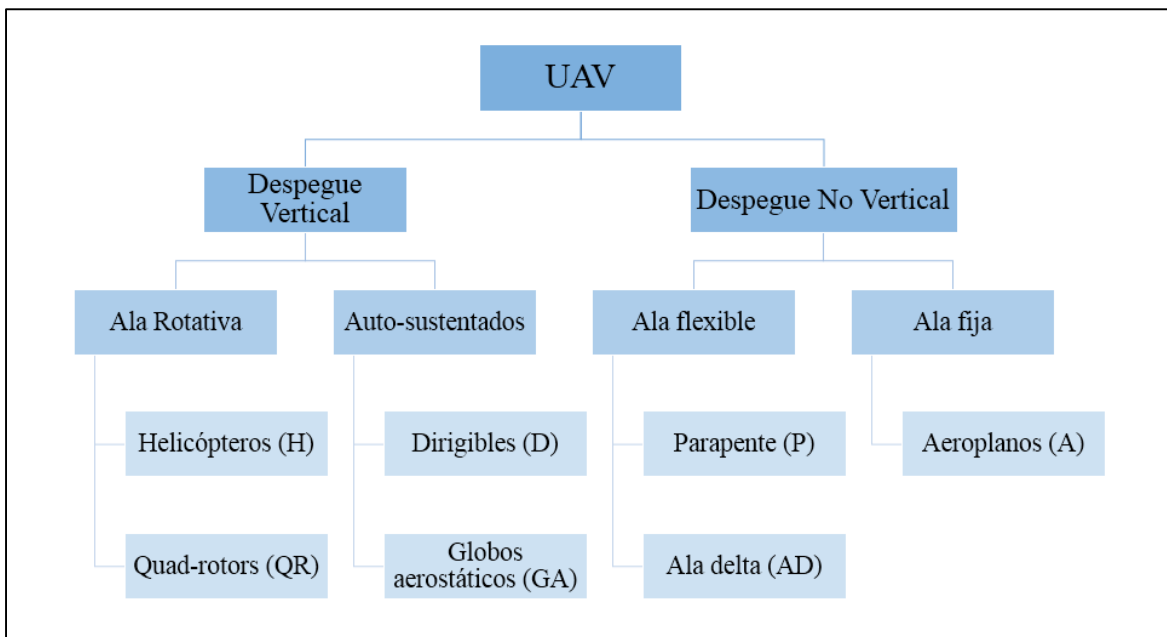 UAV
Despegue
Vertical
Despegue No Vertical
Ala Rotativa
Auto-sustentados
Ala flexible
Ala fija
Helicópteros (H)
Dirigibles (D)
Parapente (P)
Aeroplanos (A)
Quad-rotors (QR)
Globos
aerostáticos (GA)
Ala delta (AD)